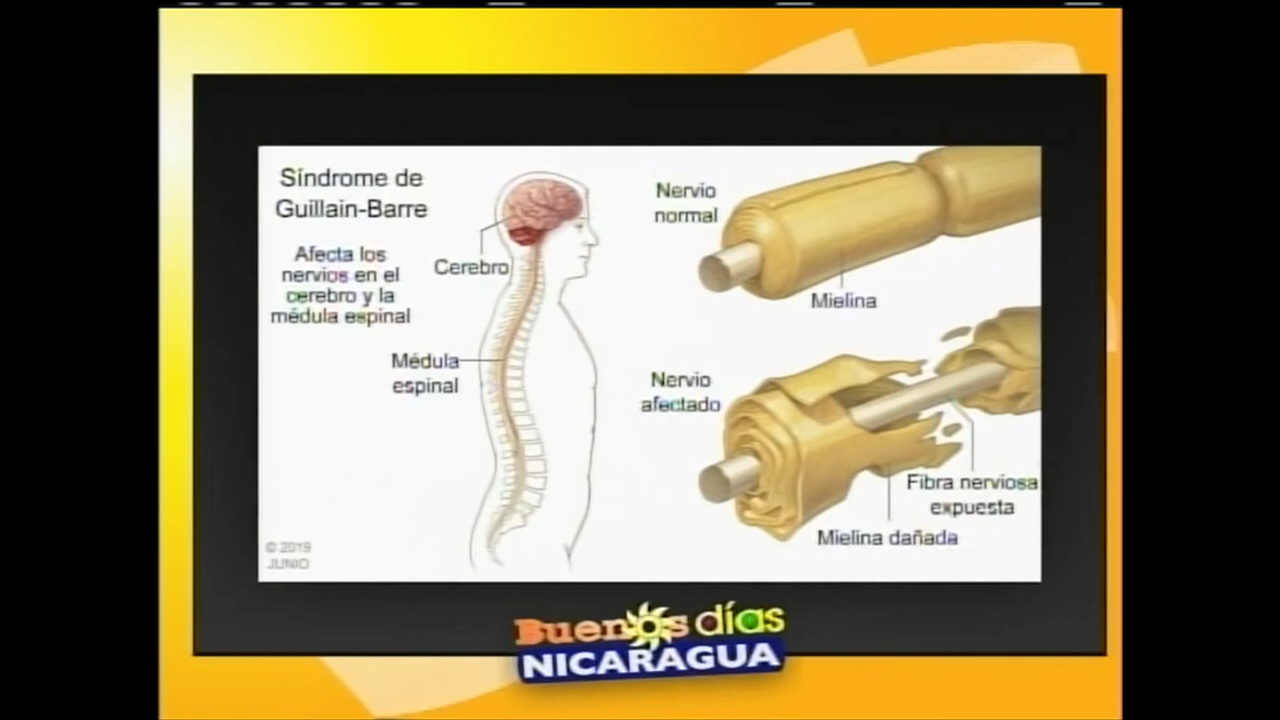 Síndrome de
Guillain-Barre
Afecta los
nervios en el
cerebro y la
médula espinal
Cerebro
Médula
espinal
© 2019
JUNIO
Nervio
normal
Mielina
Nervio
afectado
Fibra nerviosa
expuesta
Mielina dañada
Buenos días
NICARAGUA